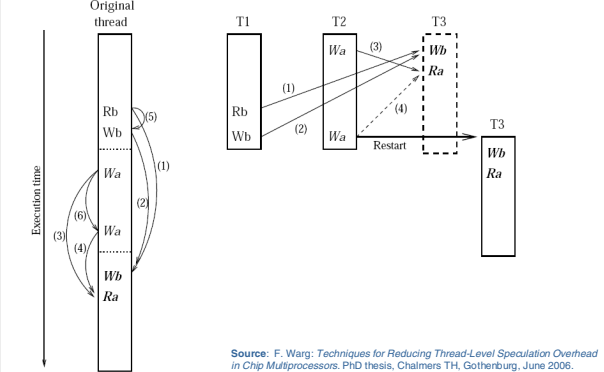 Original
thread
T1
T2
T3
Wa
(3)
Wb
Ra
(1)
Rb
(5)
Rb
(4)
Wb
Wb
(2)
Wa
Restart
T3
Wb
Ra
(1)
Wa
(2)
Execution time
(6)
(3)
Wa
(4)
Wb
Ra
Source: F. Warg: Techniques for Reducing Thread-Level Speculation Overhead
in Chip Multiprocessors. PhD thesis, Chalmers TH, Gothenburg, June 2006.